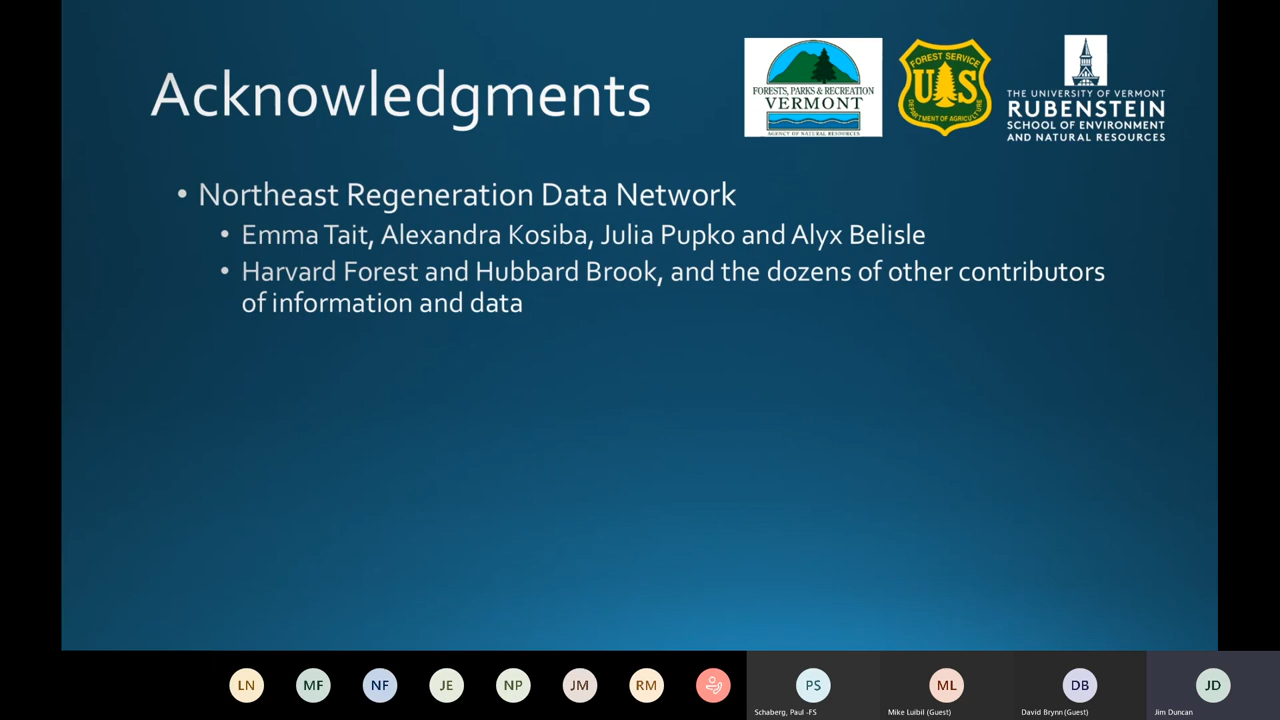 Acknowledgments
FORESTS, PARKS & RECREATION
VERMONT
AGENCY OF NATURAL RESOURCES
FOREST SERVICE
US
DEPARTMENT OF AGRICULTURE
THE UNIVERSITY OF VERMONT
RUBENSTEIN
SCHOOL OF ENVIRONMENT
AND NATURAL RESOURCES
• Northeast Regeneration Data Network
• Emma Tait, Alexandra Kosiba, Julia Pupko and Alyx Belisle
• Harvard Forest and Hubbard Brook, and the dozens of other contributors
of information and data
LN MF NF JE NP JM RM PS ML DB JD
Schaberg, Paul -FS Mike Luibil (Guest) David Brynn (Guest) Jim Duncan